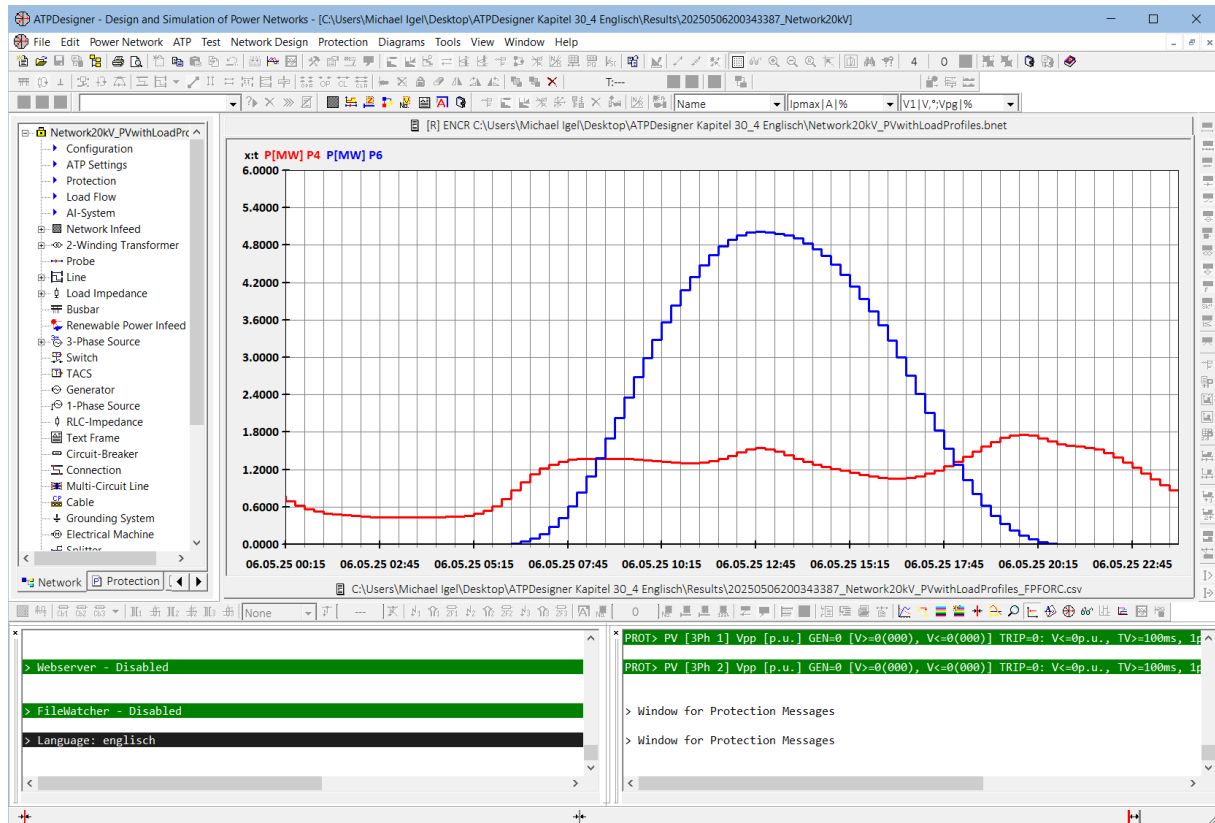 ATPDesigner - Design and Simulation of Power Networks - [C:\Users\Michael Igel\Desktop\ATPDesigner Kapitel 30_4 Englisch\Results\20250506200343387_Network20kV]
File Edit Power Network ATP Test Network Design Protection Diagrams Tools View Window Help
4 0
T:---
Name Ipmax|A|% V1|V,°;Vpg|%
Network20kV_PVwithLoadPrc
Configuration
ATP Settings
Protection
Load Flow
AI-System
Network Infeed
2-Winding Transformer
Probe
Line
Load Impedance
Busbar
Renewable Power Infeed
3-Phase Source
Switch
TACS
Generator
1-Phase Source
RLC-Impedance
Text Frame
Circuit-Breaker
Connection
Multi-Circuit Line
Cable
Grounding System
Electrical Machine
Splitter
Network Protection
[R] ENCR C:\Users\Michael Igel\Desktop\ATPDesigner Kapitel 30_4 Englisch\Network20kV_PVwithLoadProfiles.bnet
x:t P[MW] P4 P[MW] P6
6.0000
5.4000
4.8000
4.2000
3.6000
3.0000
2.4000
1.8000
1.2000
0.6000
0.0000
06.05.25 00:15 06.05.25 02:45 06.05.25 05:15 06.05.25 07:45 06.05.25 10:15 06.05.25 12:45 06.05.25 15:15 06.05.25 17:45 06.05.25 20:15 06.05.25 22:45
C:\Users\Michael Igel\Desktop\ATPDesigner Kapitel 30_4 Englisch\Results\20250506200343387_Network20kV_PVwithLoadProfiles_FPFORC.csv
None 0
> Webserver - Disabled
> FileWatcher - Disabled
> Language: englisch
PROT> PV [3Ph 1] Vpp [p.u.] GEN=0 [V>=0(000), V<=0(000)] TRIP=0: V<=0p.u., TV>=100ms, 1p
PROT> PV [3Ph 2] Vpp [p.u.] GEN=0 [V>=0(000), V<=0(000)] TRIP=0: V<=0p.u., TV>=100ms, 1p
> Window for Protection Messages
> Window for Protection Messages